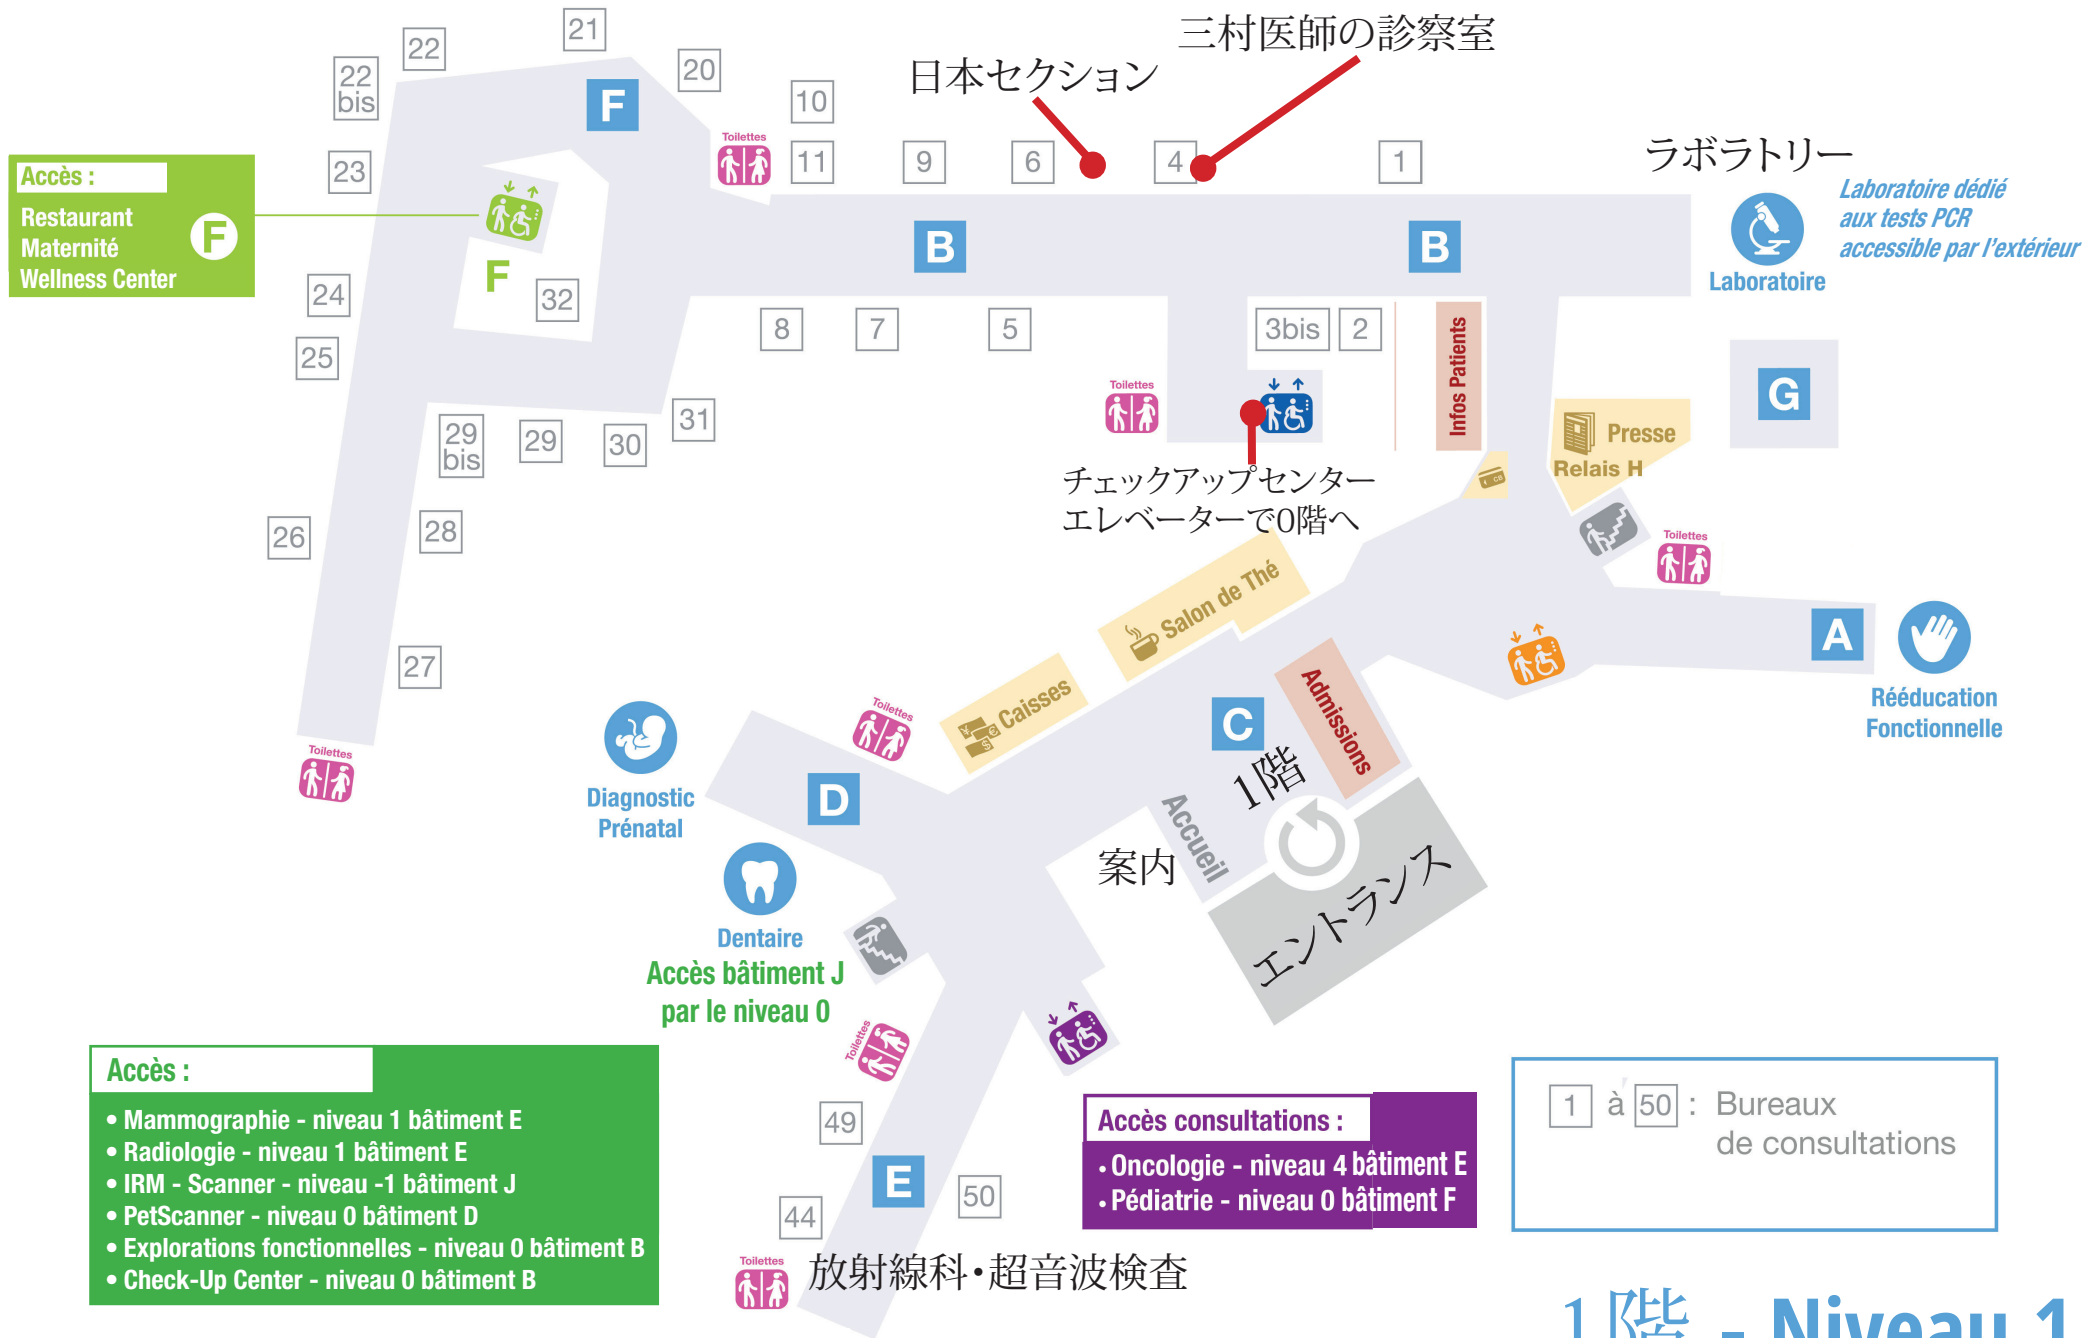 三村医師の診察室
日本セクション
21
22
20
22
bis
10
F
Toilettes
11
9
6
4
1
ラボラトリー
23
Accès :
Restaurant
Maternité
Wellness Center
F
F
B
B
Laboratoire
Laboratoire dédié
aux tests PCR
accessible par l'extérieur
24
32
8
7
5
3bis
2
Infos Patients
25
G
Toilettes
31
29
bis
29
30
Presse
Relais H
CB
チェックアップセンター
エレベーターで0階へ
26
28
Toilettes
Salon de Thé
27
A
Rééducation
Fonctionnelle
Toilettes
Toilettes
Caisses
C
Admissions
1階
Diagnostic
Prénatal
D
Accueil
案内
エントランス
Dentaire
Accès bâtiment J
par le niveau 0
Toilettes
Accès :
• Mammographie - niveau 1 bâtiment E
• Radiologie - niveau 1 bâtiment E
• IRM - Scanner - niveau -1 bâtiment J
• PetScanner - niveau 0 bâtiment D
• Explorations fonctionnelles - niveau 0 bâtiment B
• Check-Up Center - niveau 0 bâtiment B
49
E
50
44
Toilettes
放射線科・超音波検査
Accès consultations :
• Oncologie - niveau 4 bâtiment E
• Pédiatrie - niveau 0 bâtiment F
1 à 50 : Bureaux
de consultations
1階 - Niveau 1